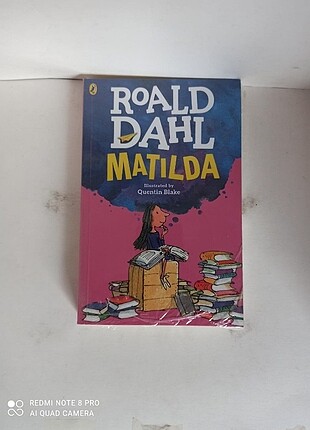 ROALD
DAHL
MATILDA
Illustrated by
Quentin Blake
REDMI NOTE 8 PRO
AI QUAD CAMERA